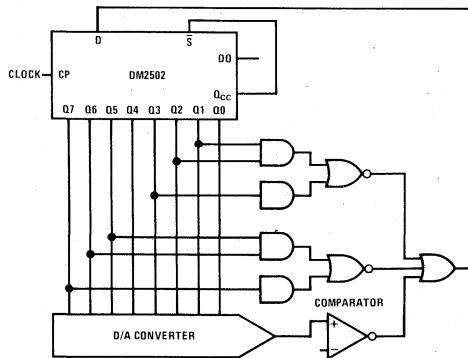 D S̅
DO
CLOCK CP DM2502
Q_CC
Q7 Q6 Q5 Q4 Q3 Q2 Q1 Q0
COMPARATOR
D/A CONVERTER
+
−